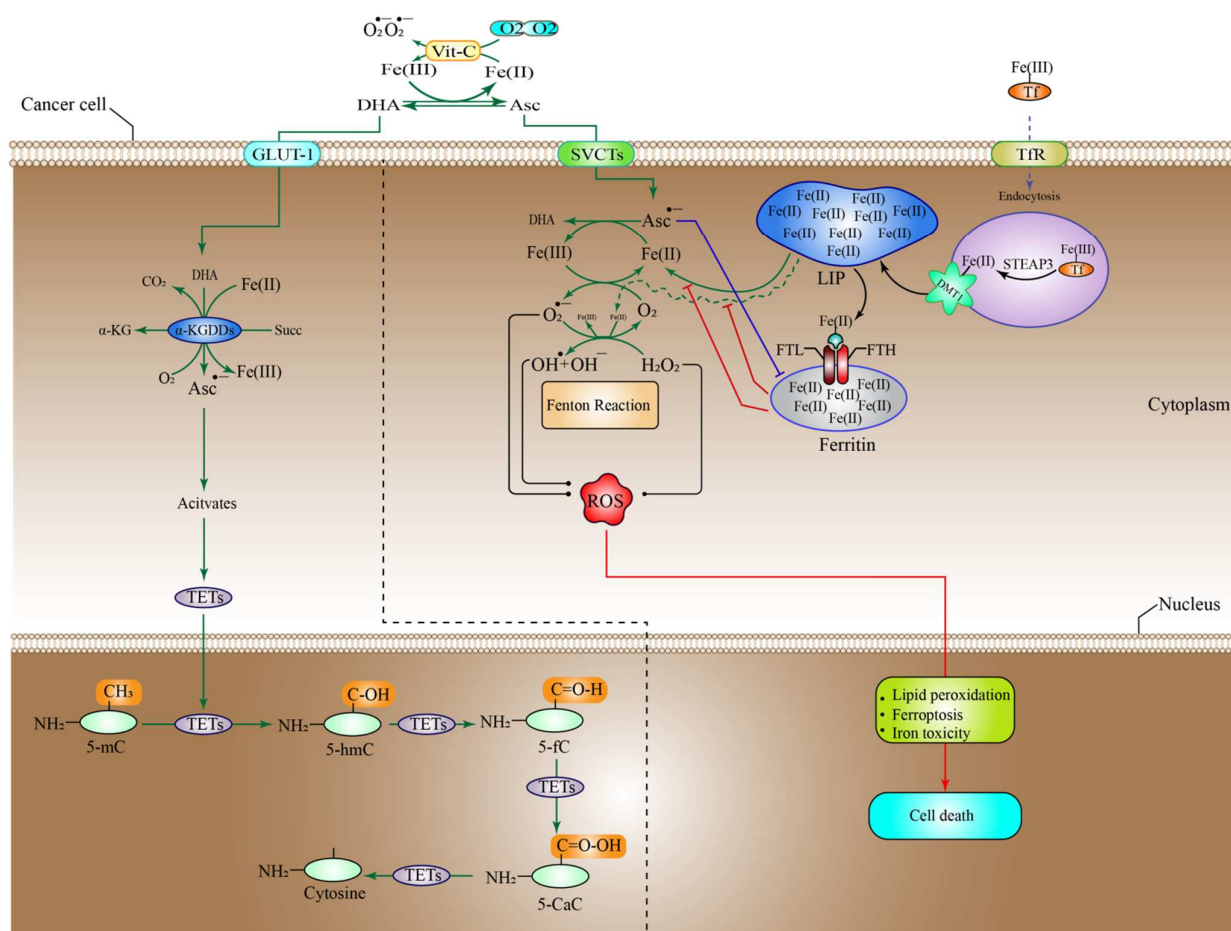 O₂•− O₂•−
O2 O2
Vit-C
Fe(III)
Fe(II)
DHA
Asc
Fe(III)
Tf
Cancer cell
GLUT-1
SVCTs
TfR
Endocytosis
DHA
Asc•−
Fe(III)
Fe(II)
Fe(II)
Fe(II)
Fe(II)
Fe(II)
Fe(II)
Fe(II)
Fe(II)
Fe(II)
Fe(II)
Fe(II)
LIP
Fe(II)
STEAP3
Fe(III)
Tf
DMT1
CO₂
DHA
Fe(II)
α-KG
α-KGDDs
Succ
O₂
Asc•−
Fe(III)
O₂•−
Fe(III)
Fe(II)
O₂
OH•+OH−
H₂O₂
Fenton Reaction
Fe(II)
FTL
FTH
Fe(II)
Fe(II)
Fe(II)
Fe(II)
Fe(II)
Fe(II)
Ferritin
Cytoplasm
ROS
Acitvates
TETs
Nucleus
CH₃
NH₂
5-mC
TETs
C-OH
NH₂
5-hmC
TETs
C=O-H
NH₂
5-fC
TETs
C=O-OH
NH₂
5-CaC
TETs
NH₂
Cytosine
• Lipid peroxidation
• Ferroptosis
• Iron toxicity
Cell death